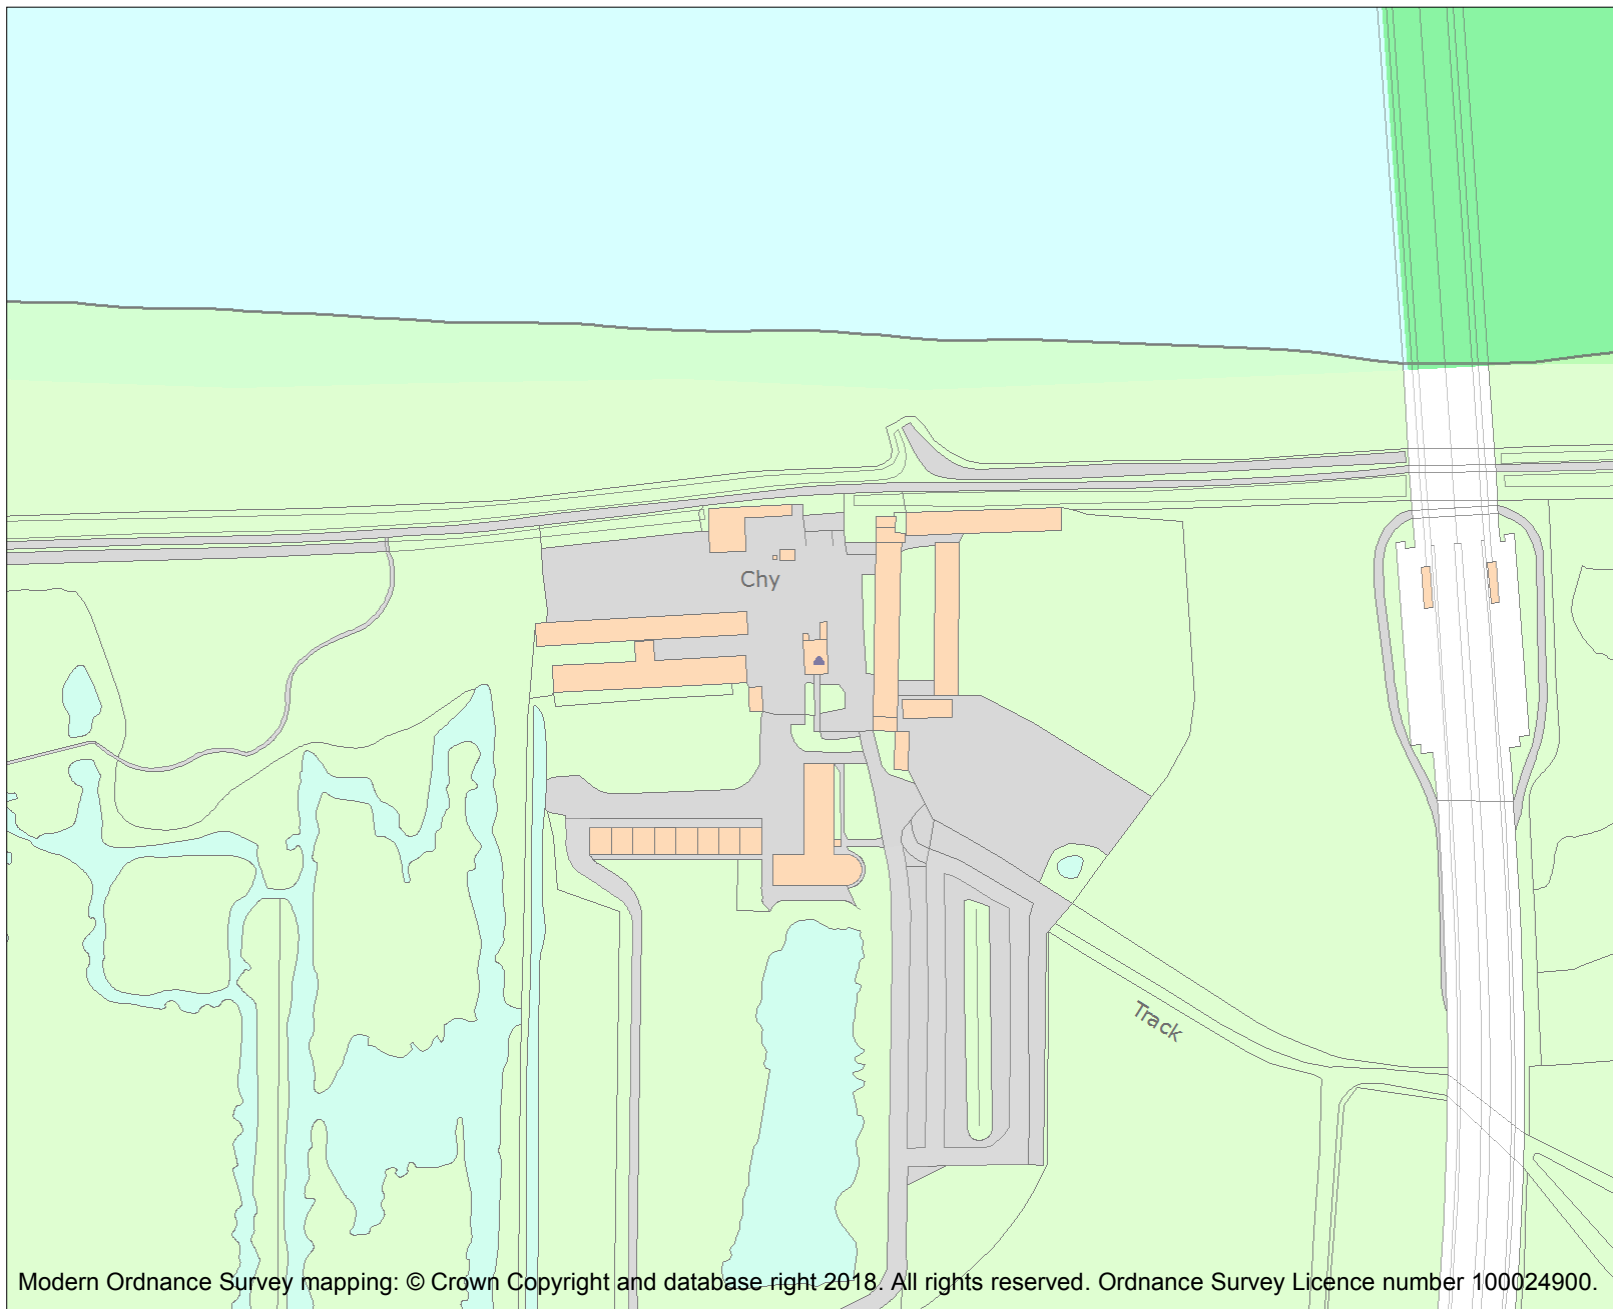 Chy
Track
Modern Ordnance Survey mapping: © Crown Copyright and database right 2018. All rights reserved. Ordnance Survey Licence number 100024900.